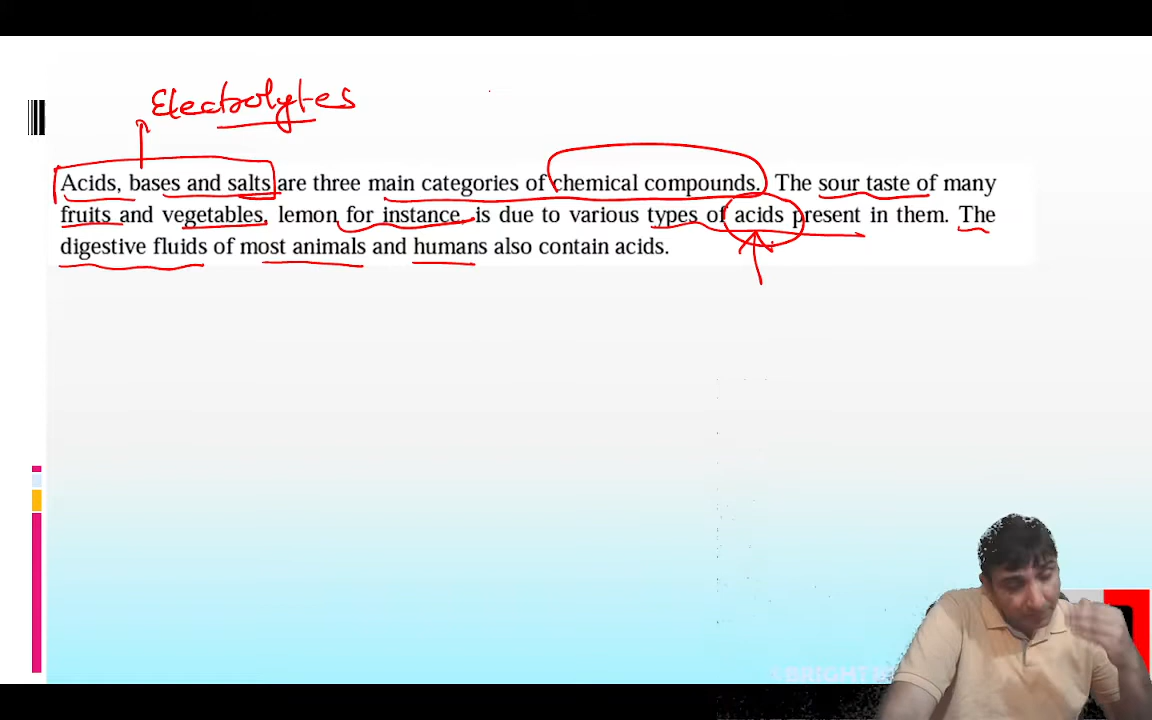 Electrolytes
Acids, bases and salts are three main categories of chemical compounds. The sour taste of many
fruits and vegetables, lemon for instance, is due to various types of acids present in them. The
digestive fluids of most animals and humans also contain acids.